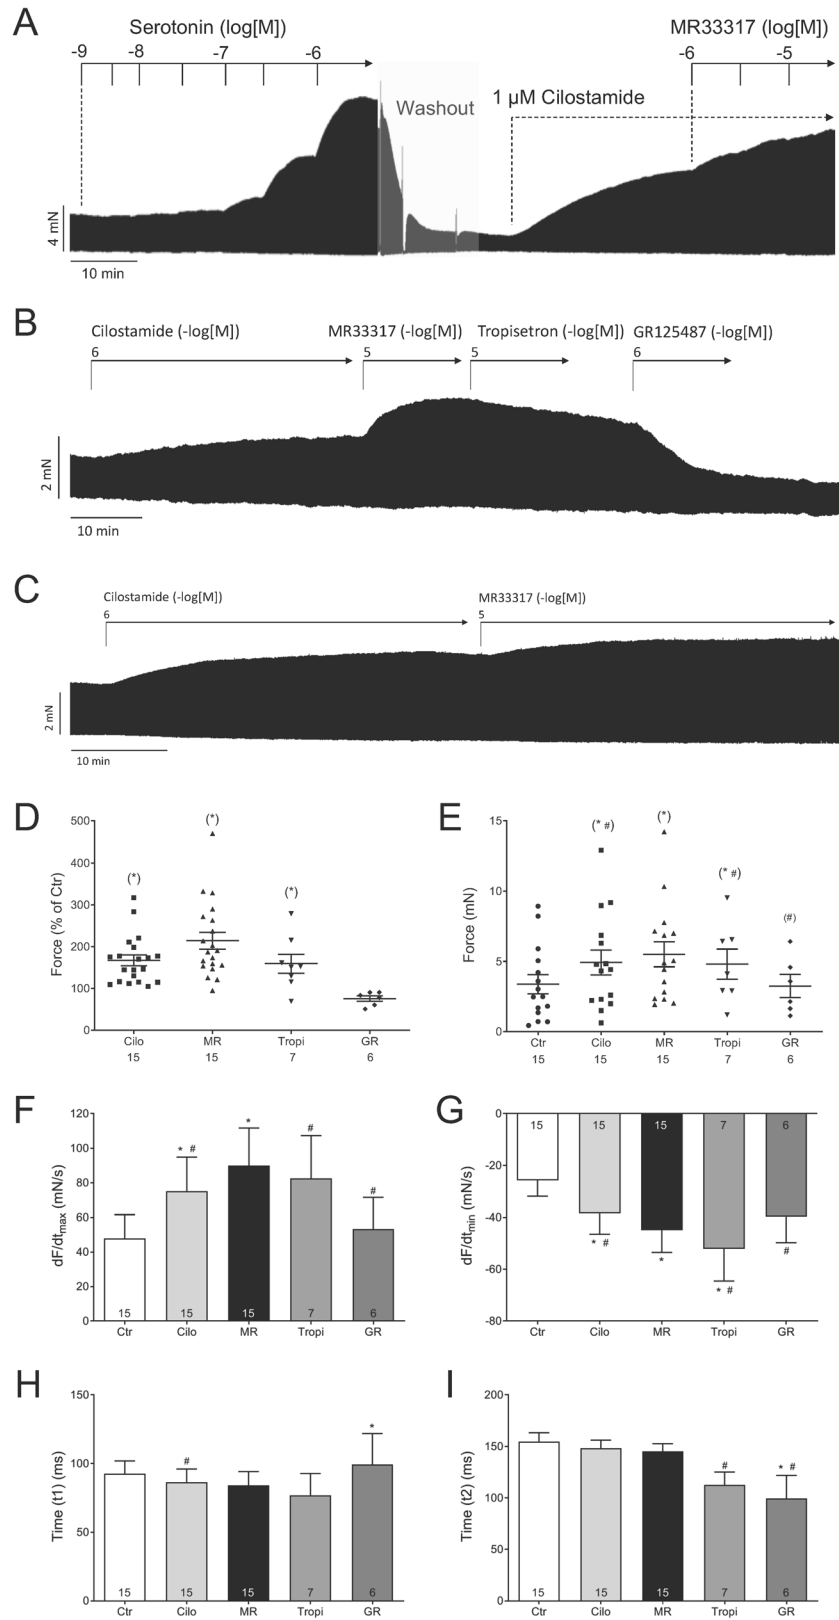 A
Serotonin (log[M])
MR33317 (log[M])
-9 -8 -7 -6
-6 -5
Washout
1 µM Cilostamide
4 mN
10 min
B
Cilostamide (-log[M])
MR33317 (-log[M])
Tropisetron (-log[M])
GR125487 (-log[M])
6 5 5 6
2 mN
10 min
C
Cilostamide (-log[M])
MR33317 (-log[M])
6 5
2 mN
10 min
D
Force (% of Ctr)
500
400
300
200
100
0
(*) (*) (*)
Cilo MR Tropi GR
15 15 7 6
E
Force (mN)
15
10
5
0
(* #) (*) (* #) (#)
Ctr Cilo MR Tropi GR
15 15 15 7 6
F
dF/dtmax (mN/s)
120
100
80
60
40
20
0
* # * # #
15 15 15 7 6
Ctr Cilo MR Tropi GR
G
dF/dtmin (mN/s)
0
-20
-40
-60
-80
15 15 15 7 6
* # * * # #
Ctr Cilo MR Tropi GR
H
Time (t1) (ms)
150
100
50
0
# *
15 15 15 7 6
Ctr Cilo MR Tropi GR
I
Time (t2) (ms)
200
150
100
50
0
# * #
15 15 15 7 6
Ctr Cilo MR Tropi GR